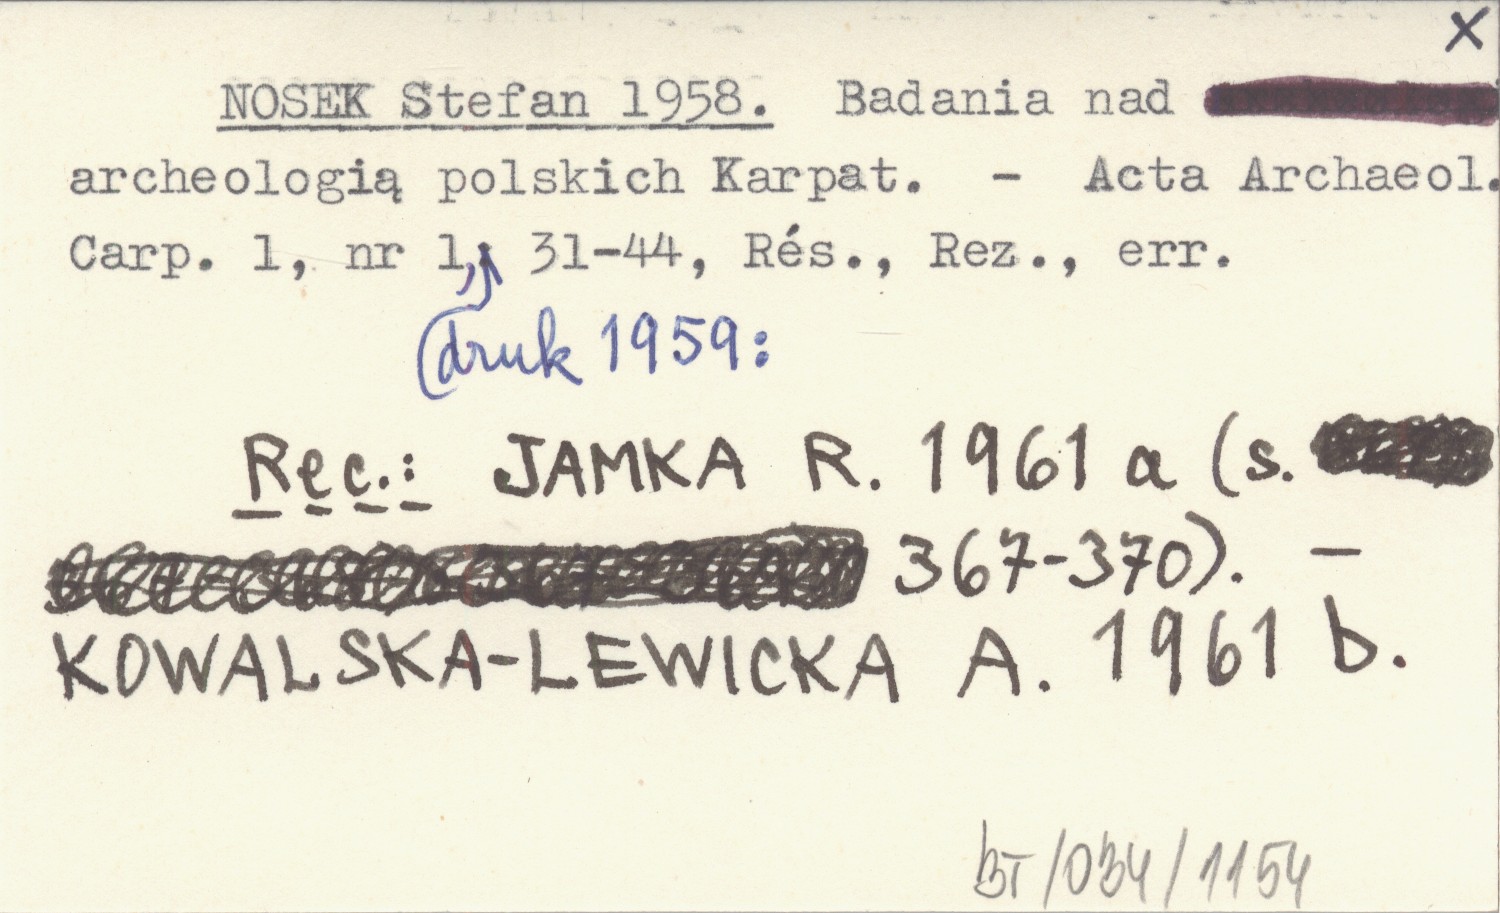 x
NOSEK Stefan 1958. Badania nad
archeologią polskich Karpat. - Acta Archaeol.
Carp. 1, nr 1, 31-44, Rés., Rez., err.
(druk 1959:
Rec.: JAMKA R. 1961 a (s.
367-370). -
KOWALSKA-LEWICKA A. 1961 b.
BT/034/1154